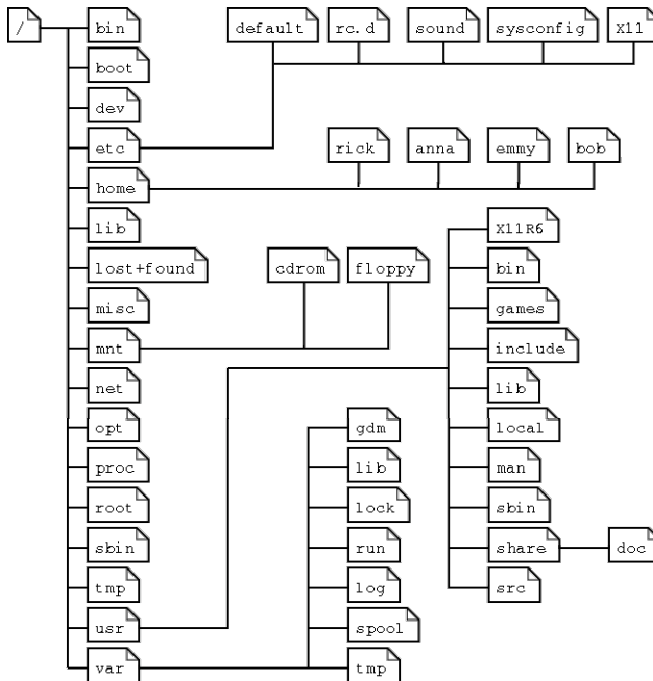 / bin default rc.d sound sysconfig X11
boot
dev
etc
rick anna emmy bob
home
lib X11R6
lost+found cdrom floppy bin
misc games
mnt include
net lib
opt gdm local
proc lib man
root lock sbin
sbin run share doc
tmp log src
usr spool
var tmp